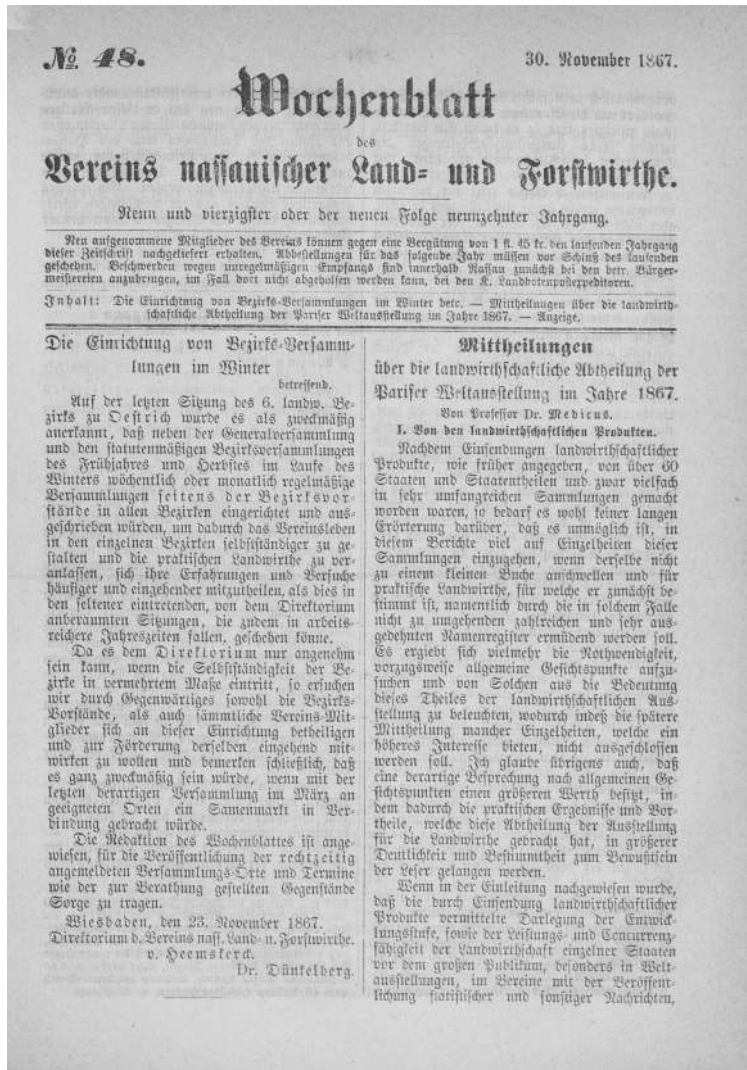 No. 48.
30. November 1867.
Wochenblatt
des
Vereins nassauischer Land- und Forstwirthe.
Neun und vierzigster oder der neuen Folge neunzehnter Jahrgang.
Neu aufgenommene Mitglieder des Vereins können gegen eine Vergütung von 1 fl. 45 kr. den laufenden Jahrgang
dieser Zeitschrift nachgeliefert erhalten. Abbestellungen für das folgende Jahr müssen vor Schluß des laufenden
geschehen. Beschwerden wegen unregelmäßigen Empfangs sind innerhalb Nassau zunächst bei den betr. Bürger-
meistereien anzubringen, im Fall dort nicht abgeholfen werden kann, bei den K. Landbotenpostexpeditoren.
Inhalt: Die Einrichtung von Bezirks-Versammlungen im Winter betr. — Mittheilungen über die landwirth-
schaftliche Abtheilung der Pariser Weltausstellung im Jahre 1867. — Anzeige.
Die Einrichtung von Bezirks-Versamm-
lungen im Winter
betreffend.
Auf der letzten Sitzung des 6. landw. Be-
zirks zu Oestrich wurde es als zweckmäßig
anerkannt, daß neben der Generalversammlung
und den statutenmäßigen Bezirksversammlungen
des Frühjahres und Herbstes im Laufe des
Winters wöchentlich oder monatlich regelmäßige
Versammlungen seitens der Bezirksvor-
stände in allen Bezirken eingerichtet und aus-
geschrieben würden, um dadurch das Vereinsleben
in den einzelnen Bezirken selbstständiger zu ge-
stalten und die praktischen Landwirthe zu ver-
anlassen, sich ihre Erfahrungen und Versuche
häufiger und eingehender mitzutheilen, als dies in
den seltener eintretenden, von dem Direktorium
anberaumten Sitzungen, die zudem in arbeits-
reichere Jahreszeiten fallen, geschehen könne.
Da es dem Direktorium nur angenehm
sein kann, wenn die Selbstständigkeit der Be-
zirke in vermehrtem Maße eintritt, so ersuchen
wir durch Gegenwärtiges sowohl die Bezirks-
Vorstände, als auch sämmtliche Vereins-Mit-
glieder sich an dieser Einrichtung betheiligen
und zur Förderung derselben eingehend mit-
wirken zu wollen und bemerken schließlich, daß
es ganz zweckmäßig sein würde, wenn mit der
letzten derartigen Versammlung im März an
geeigneten Orten ein Samenmarkt in Ver-
bindung gebracht würde.
Die Redaktion des Wochenblattes ist ange-
wiesen, für die Veröffentlichung der rechtzeitig
angemeldeten Versammlungs-Orte und Termine
wie der zur Berathung gestellten Gegenstände
Sorge zu tragen.
Wiesbaden, den 23. November 1867.
Direktorium d. Vereins nass. Land- u. Forstwirthe.
v. Heemskerck.
Dr. Dünkelberg.
Mittheilungen
über die landwirthschaftliche Abtheilung der
Pariser Weltausstellung im Jahre 1867.
Von Professor Dr. Medicus.
I. Von den landwirthschaftlichen Produkten.
Nachdem Einsendungen landwirthschaftlicher
Produkte, wie früher angegeben, von über 60
Staaten und Staatentheilen und zwar vielfach
in sehr umfangreichen Sammlungen gemacht
worden waren, so bedarf es wohl keiner langen
Erörterung darüber, daß es unmöglich ist, in
diesem Berichte viel auf Einzelheiten dieser
Sammlungen einzugehen, wenn derselbe nicht
zu einem kleinen Buche anschwellen und für
praktische Landwirthe, für welche er zunächst be-
stimmt ist, namentlich durch die in solchem Falle
nicht zu umgehenden zahlreichen und sehr aus-
gedehnten Namenregister ermüdend werden soll.
Es ergiebt sich vielmehr die Nothwendigkeit,
vorzugsweise allgemeine Gesichtspunkte aufzu-
suchen und von Solchen aus die Bedeutung
dieses Theiles der landwirthschaftlichen Aus-
stellung zu beleuchten, wodurch indeß die spätere
Mittheilung mancher Einzelheiten, welche ein
höheres Interesse bieten, nicht ausgeschlossen
werden soll. Ich glaube übrigens auch, daß
eine derartige Besprechung nach allgemeinen Ge-
sichtspunkten einen größeren Werth besitzt, in-
dem dadurch die praktischen Ergebnisse und Vor-
theile, welche diese Abtheilung der Ausstellung
für die Landwirthe gebracht hat, in größerer
Deutlichkeit und Bestimmtheit zum Bewußtsein
der Leser gelangen werden.
Wenn in der Einleitung nachgewiesen wurde,
daß die durch Einsendung landwirthschaftlicher
Produkte vermittelte Darlegung der Entwick-
lungsstufe, sowie der Leistungs- und Concurrenz-
fähigkeit der Landwirthschaft einzelner Staaten
vor dem großen Publikum, besonders in Welt-
ausstellungen, im Vereine mit der Veröffent-
lichung statistischer und sonstiger Nachrichten,